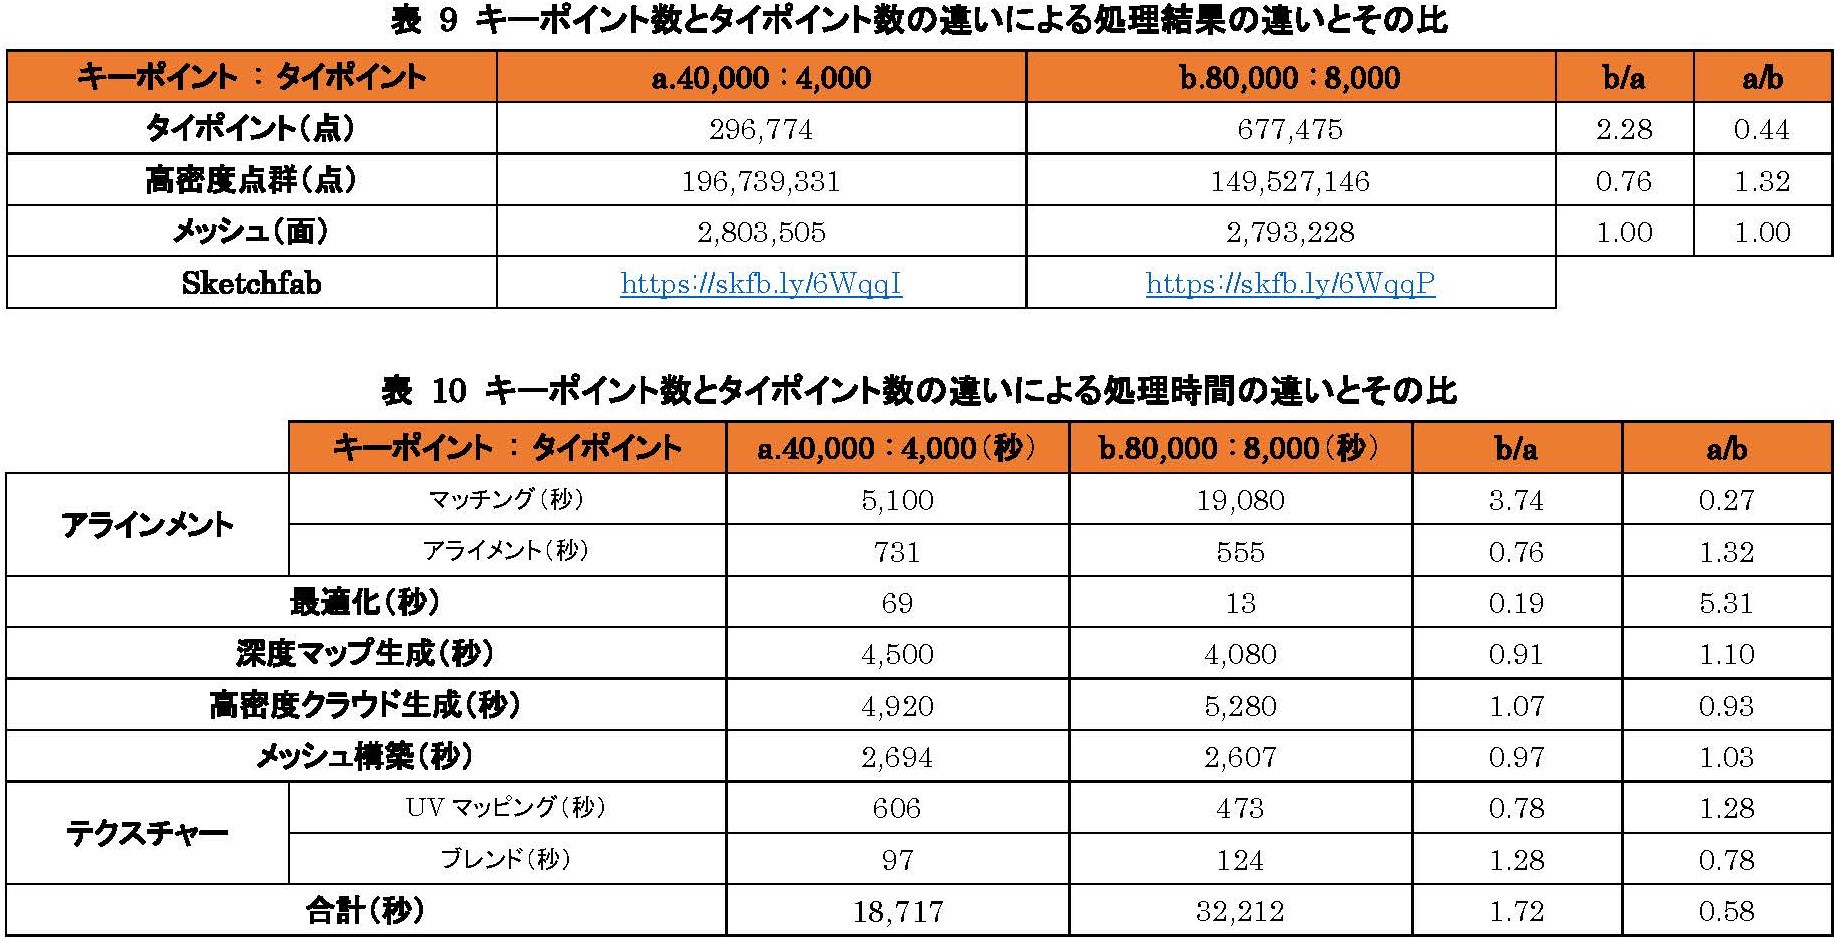 表 9 キーポイント数とタイポイント数の違いによる処理結果の違いとその比
キーポイント : タイポイント a.40,000:4,000 b.80,000:8,000 b/a a/b
タイポイント(点) 296,774 677,475 2.28 0.44
高密度点群(点) 196,739,331 149,527,146 0.76 1.32
メッシュ(面) 2,803,505 2,793,228 1.00 1.00
Sketchfab https://skfb.ly/6WqqI https://skfb.ly/6WqqP
表 10 キーポイント数とタイポイント数の違いによる処理時間の違いとその比
キーポイント : タイポイント a.40,000:4,000(秒) b.80,000:8,000(秒) b/a a/b
アラインメント マッチング(秒) 5,100 19,080 3.74 0.27
アライメント(秒) 731 555 0.76 1.32
最適化(秒) 69 13 0.19 5.31
深度マップ生成(秒) 4,500 4,080 0.91 1.10
高密度クラウド生成(秒) 4,920 5,280 1.07 0.93
メッシュ構築(秒) 2,694 2,607 0.97 1.03
テクスチャー UVマッピング(秒) 606 473 0.78 1.28
ブレンド(秒) 97 124 1.28 0.78
合計(秒) 18,717 32,212 1.72 0.58